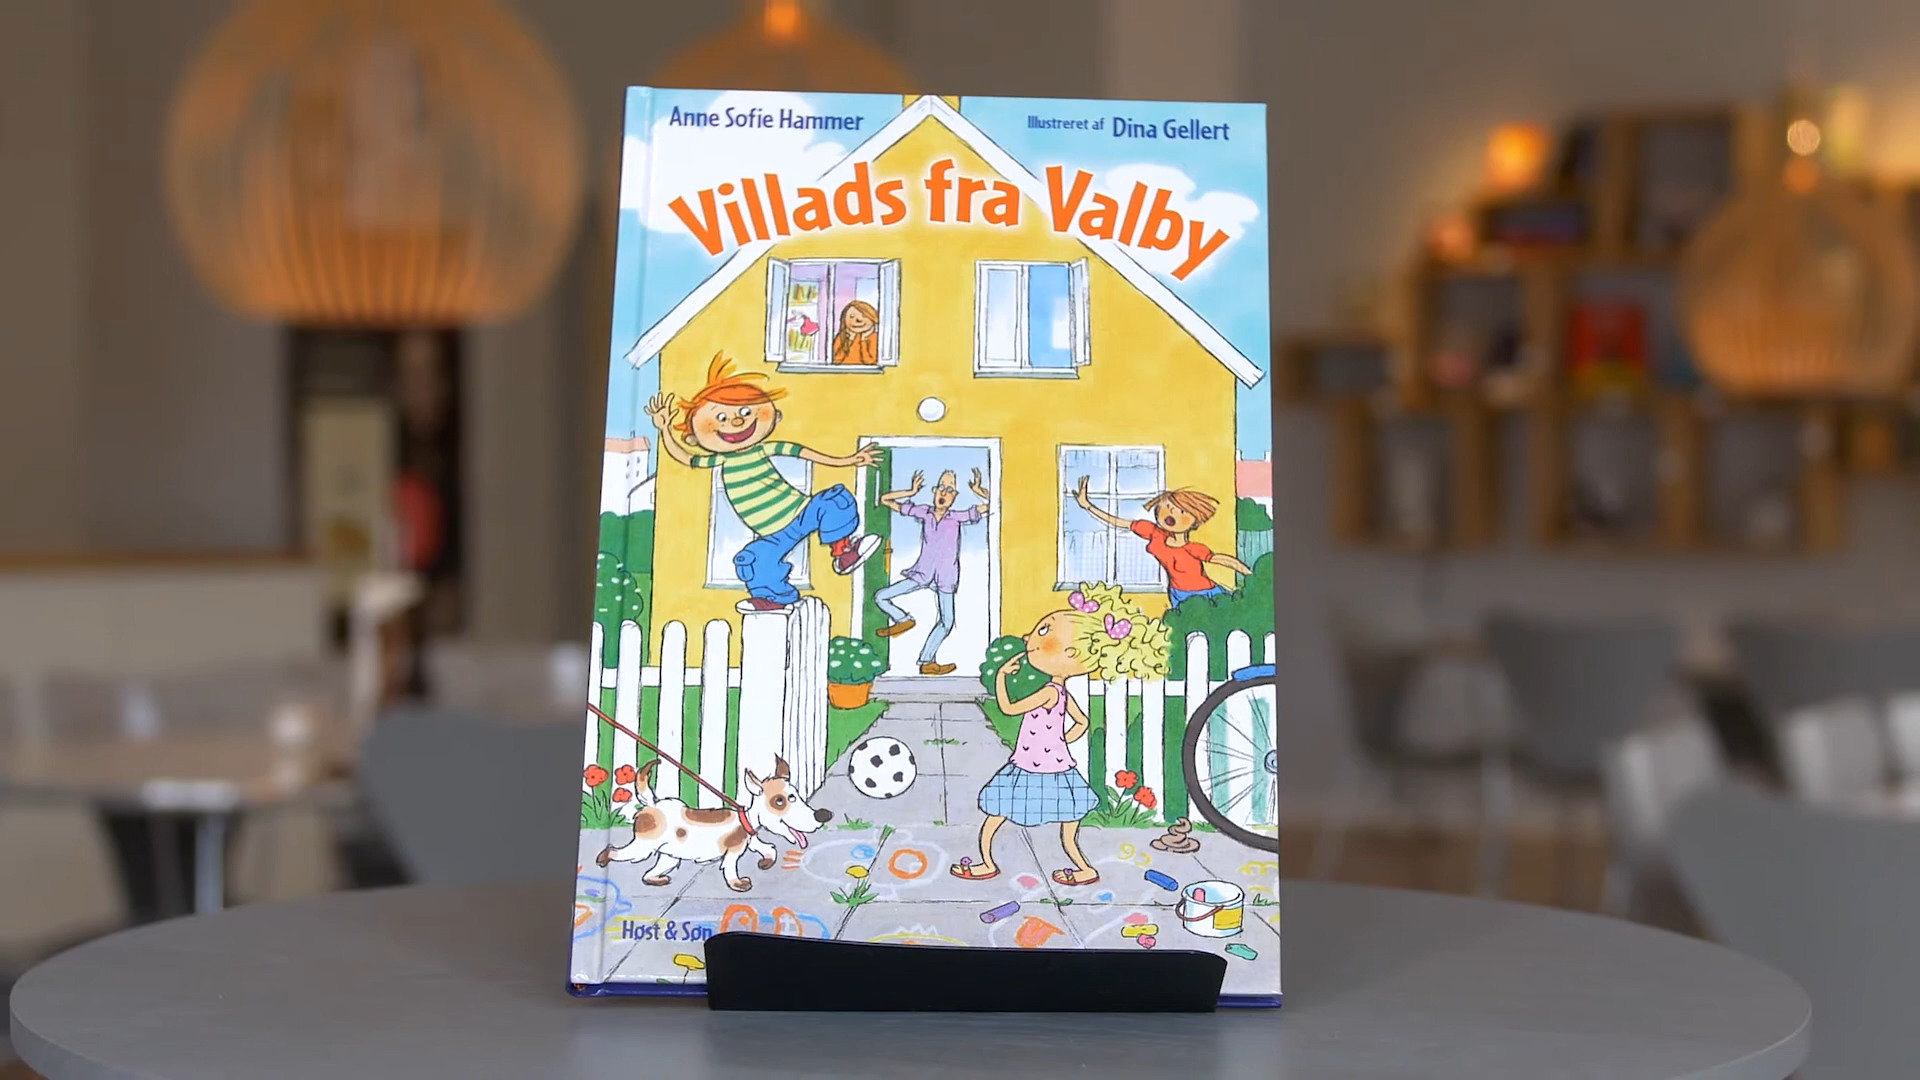 Anne Sofie Hammer
Illustreret af Dina Gellert
Villads fra Valby
Høst & Søn